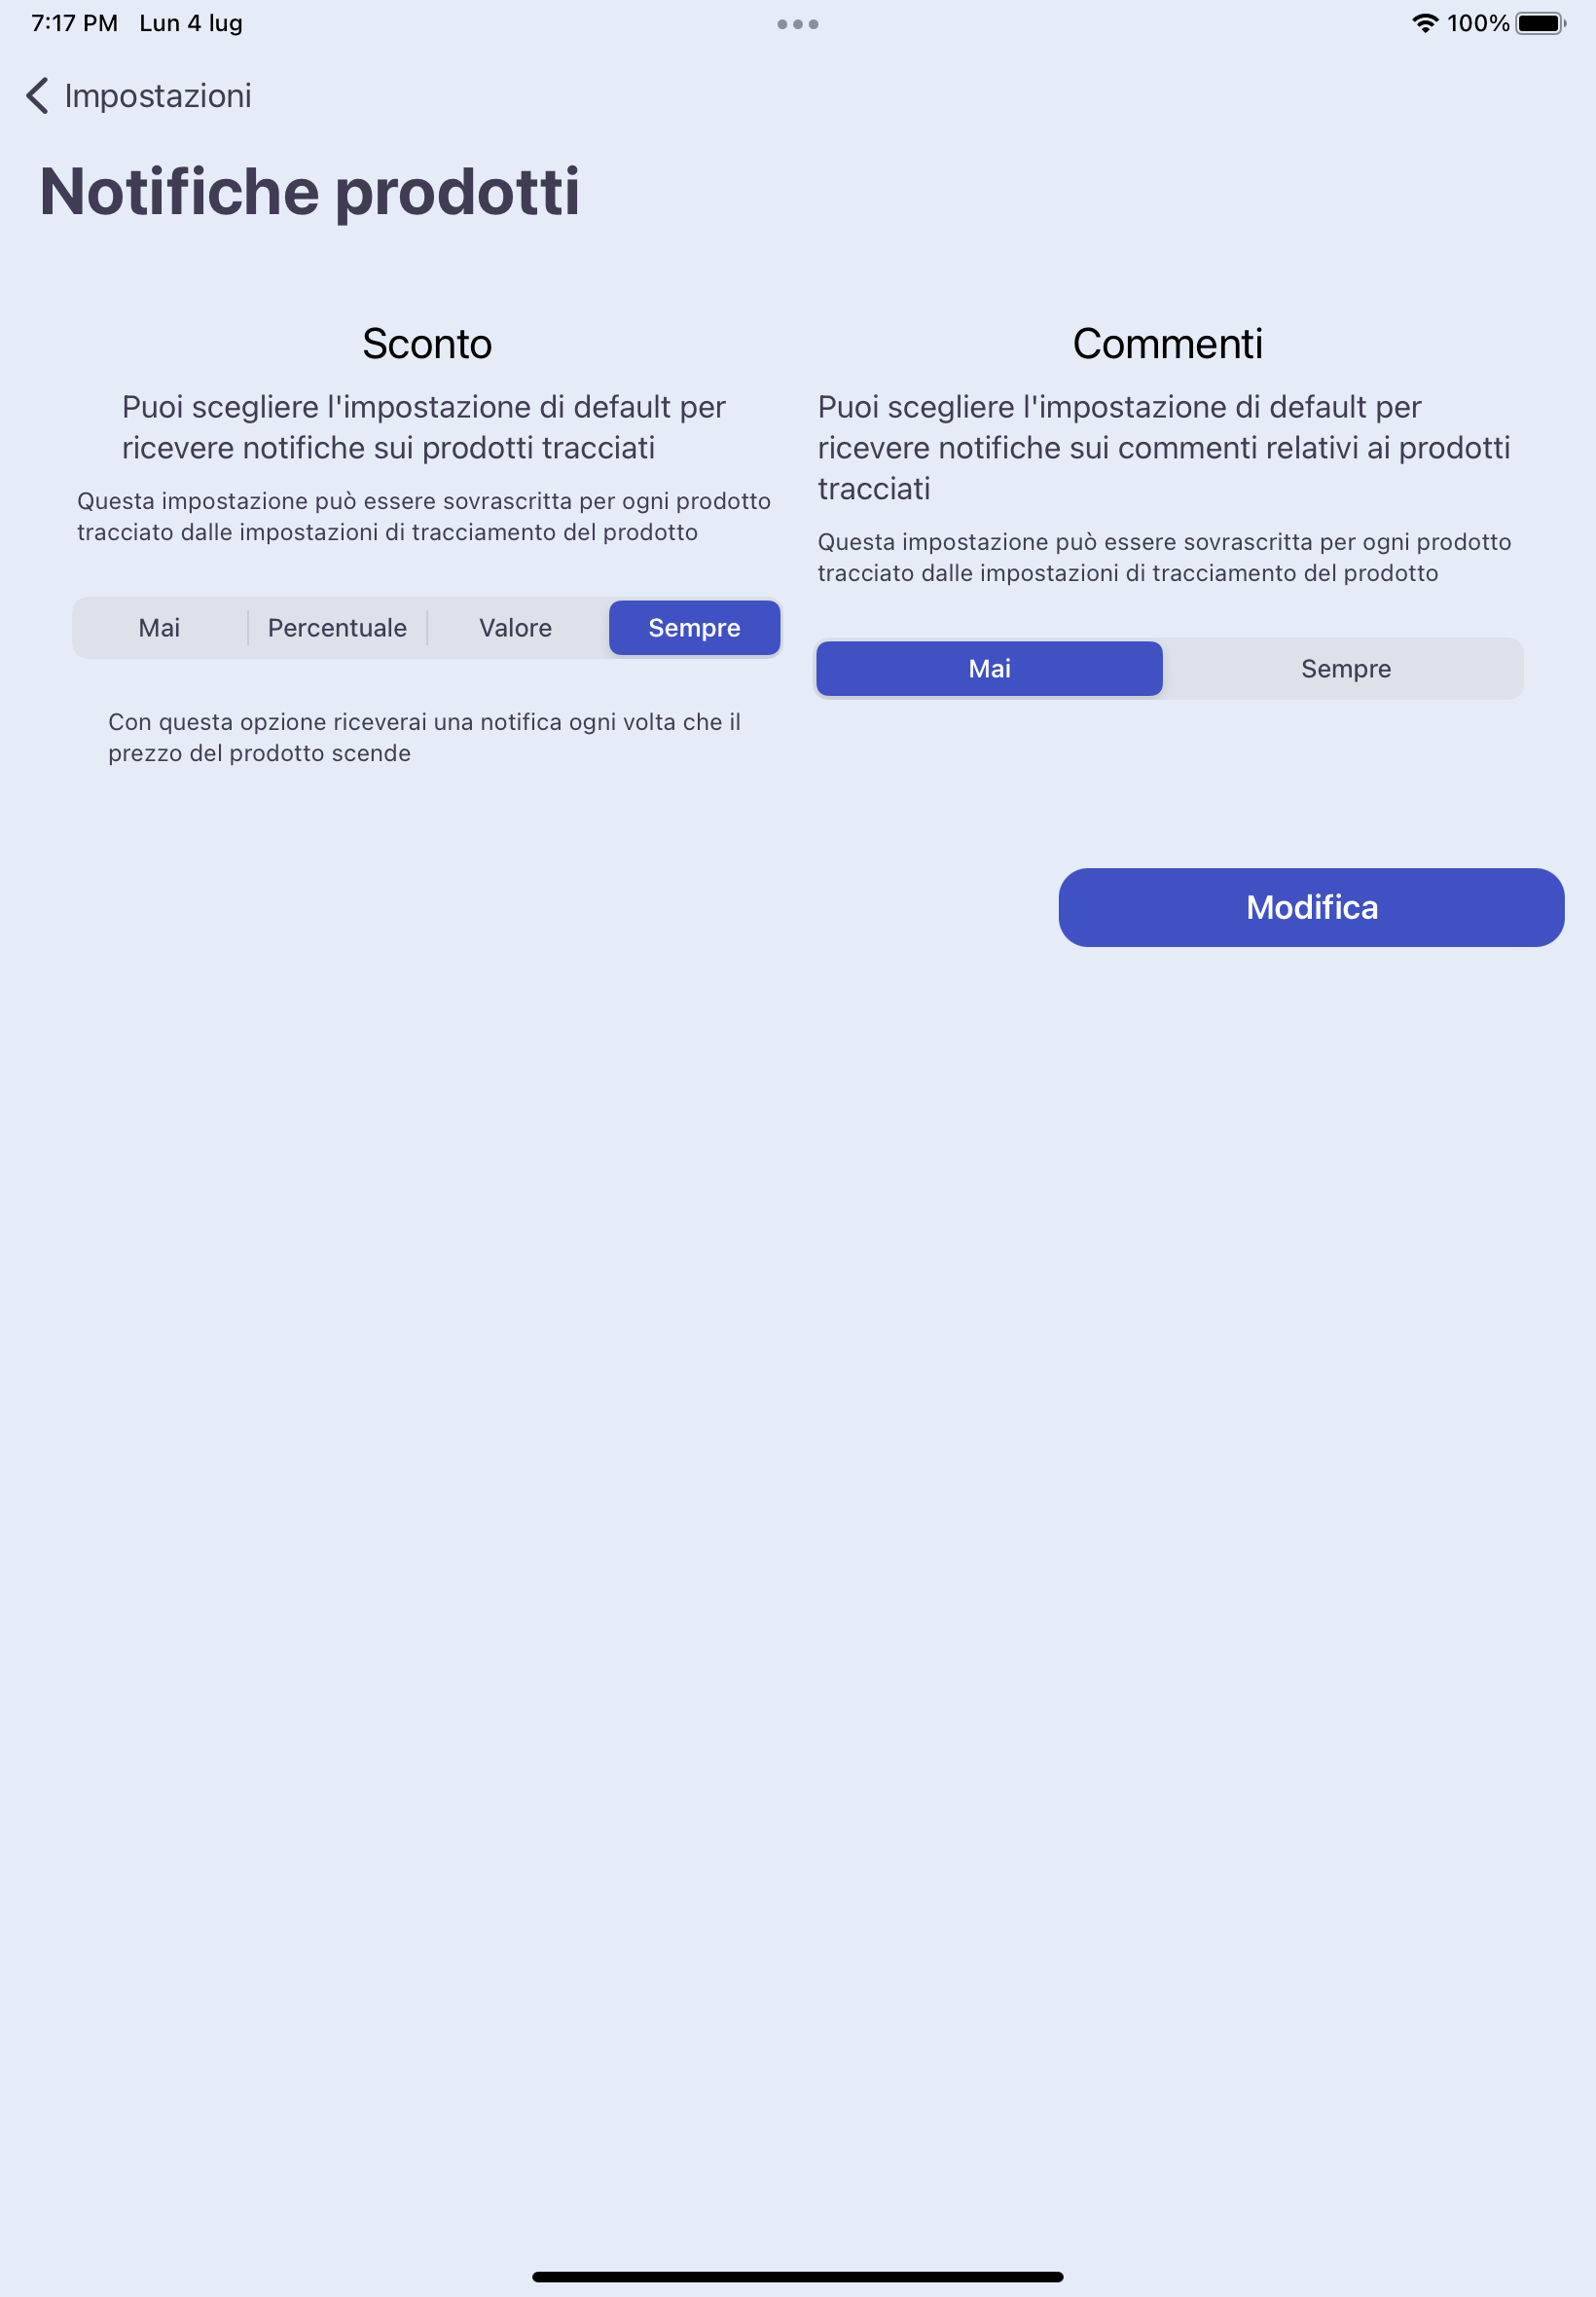 7:17 PM Lun 4 lug
100%
Impostazioni
Notifiche prodotti
Sconto
Puoi scegliere l'impostazione di default per
ricevere notifiche sui prodotti tracciati
Questa impostazione può essere sovrascritta per ogni prodotto
tracciato dalle impostazioni di tracciamento del prodotto
Mai Percentuale Valore Sempre
Con questa opzione riceverai una notifica ogni volta che il
prezzo del prodotto scende
Commenti
Puoi scegliere l'impostazione di default per
ricevere notifiche sui commenti relativi ai prodotti
tracciati
Questa impostazione può essere sovrascritta per ogni prodotto
tracciato dalle impostazioni di tracciamento del prodotto
Mai Sempre
Modifica